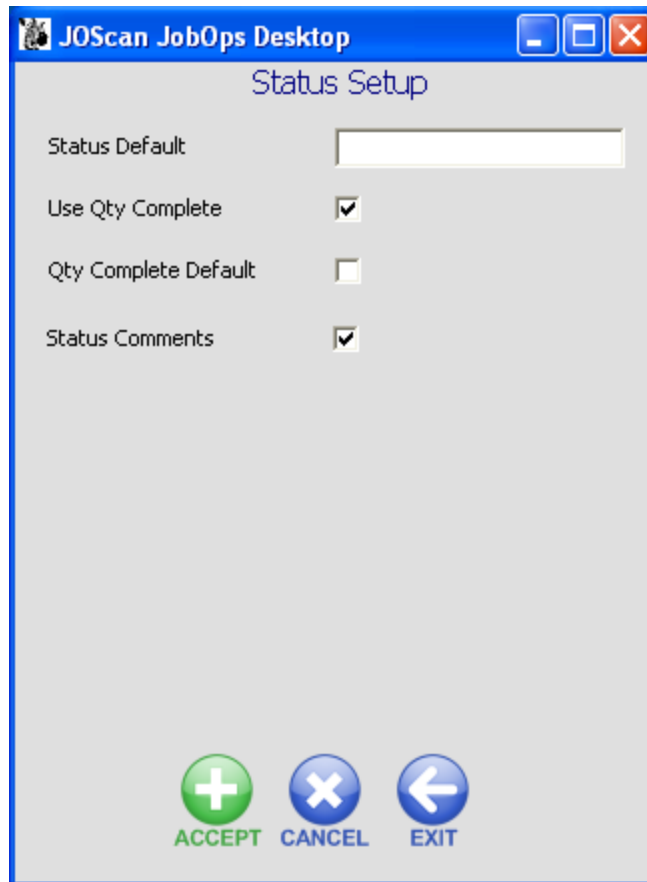 JOScan JobOps Desktop
Status Setup
Status Default
Use Qty Complete
Qty Complete Default
Status Comments
ACCEPT CANCEL EXIT